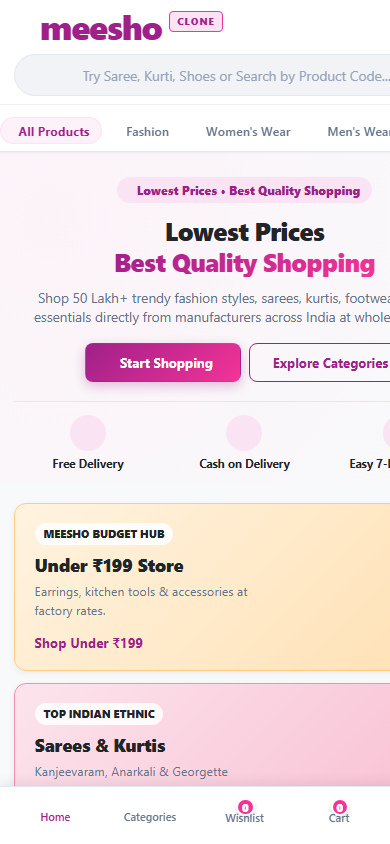 meesho CLONE
Try Saree, Kurti, Shoes or Search by Product Code...
All Products Fashion Women's Wear Men's Wear
Lowest Prices • Best Quality Shopping
Lowest Prices
Best Quality Shopping
Shop 50 Lakh+ trendy fashion styles, sarees, kurtis, footwea
essentials directly from manufacturers across India at whole
Start Shopping Explore Categories
Free Delivery Cash on Delivery Easy 7-
MEESHO BUDGET HUB
Under ₹199 Store
Earrings, kitchen tools & accessories at
factory rates.
Shop Under ₹199
TOP INDIAN ETHNIC
Sarees & Kurtis
Kanjeevaram, Anarkali & Georgette
0 0
Home Categories Wishlist Cart